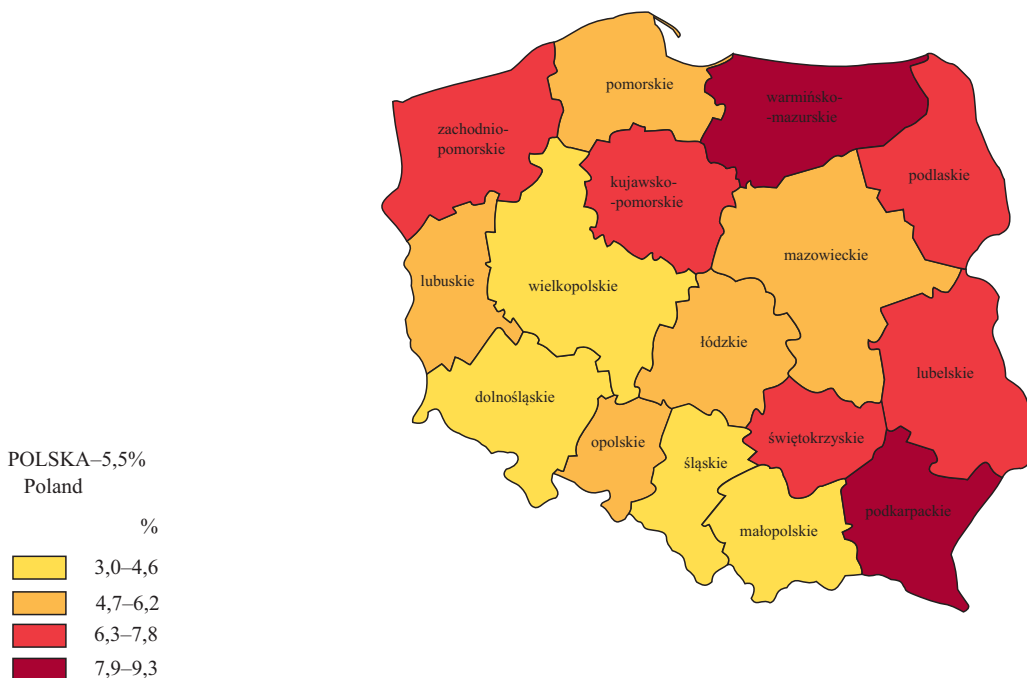 pomorskie
warmińsko-
-mazurskie
zachodnio-
pomorskie
podlaskie
kujawsko-
-pomorskie
mazowieckie
lubuskie
wielkopolskie
łódzkie
lubelskie
dolnośląskie
świętokrzyskie
opolskie
śląskie
podkarpackie
małopolskie
POLSKA–5,5%
Poland
%
3,0–4,6
4,7–6,2
6,3–7,8
7,9–9,3